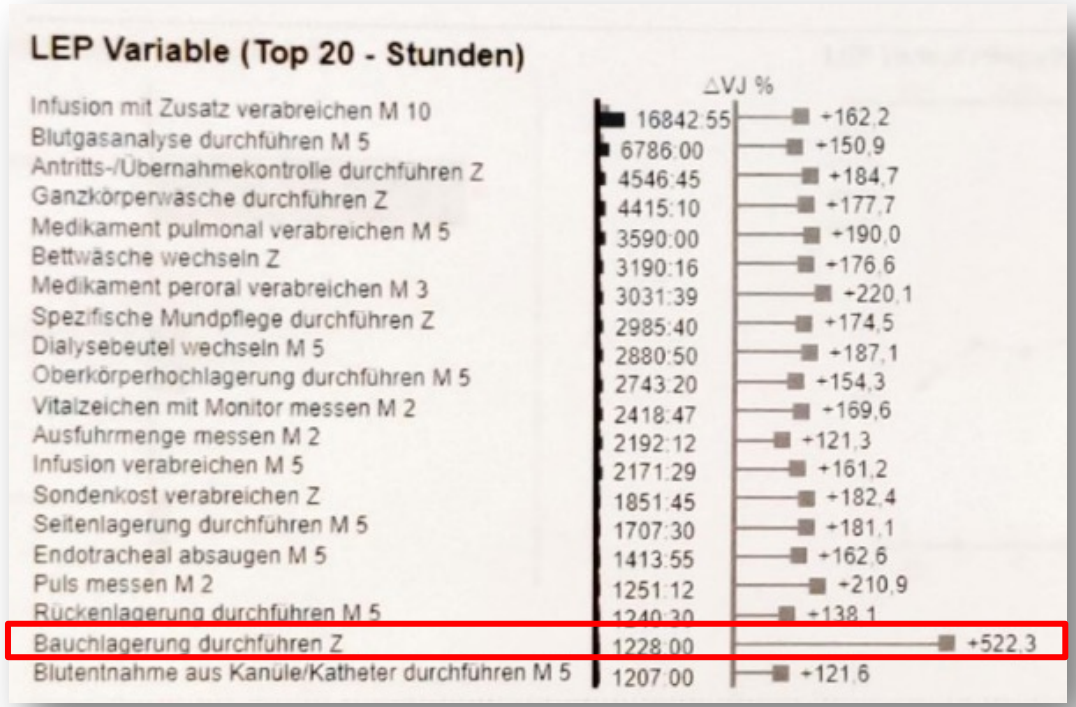 LEP Variable (Top 20 - Stunden)
ΔVJ %
Infusion mit Zusatz verabreichen M 10 16842:55 +162,2
Blutgasanalyse durchführen M 5 6786:00 +150,9
Antritts-/Übernahmekontrolle durchführen Z 4546:45 +184,7
Ganzkörperwäsche durchführen Z 4415:10 +177,7
Medikament pulmonal verabreichen M 5 3590:00 +190,0
Bettwäsche wechseln Z 3190:16 +176,6
Medikament peroral verabreichen M 3 3031:39 +220,1
Spezifische Mundpflege durchführen Z 2985:40 +174,5
Dialysebeutel wechseln M 5 2880:50 +187,1
Oberkörperhochlagerung durchführen M 5 2743:20 +154,3
Vitalzeichen mit Monitor messen M 2 2418:47 +169,6
Ausfuhrmenge messen M 2 2192:12 +121,3
Infusion verabreichen M 5 2171:29 +161,2
Sondenkost verabreichen Z 1851:45 +182,4
Seitenlagerung durchführen M 5 1707:30 +181,1
Endotracheal absaugen M 5 1413:55 +162,6
Puls messen M 2 1251:12 +210,9
Rückenlagerung durchführen M 5 1240:30 +138,1
Bauchlagerung durchführen Z 1228:00 +522,3
Blutentnahme aus Kanüle/Katheter durchführen M 5 1207:00 +121,6